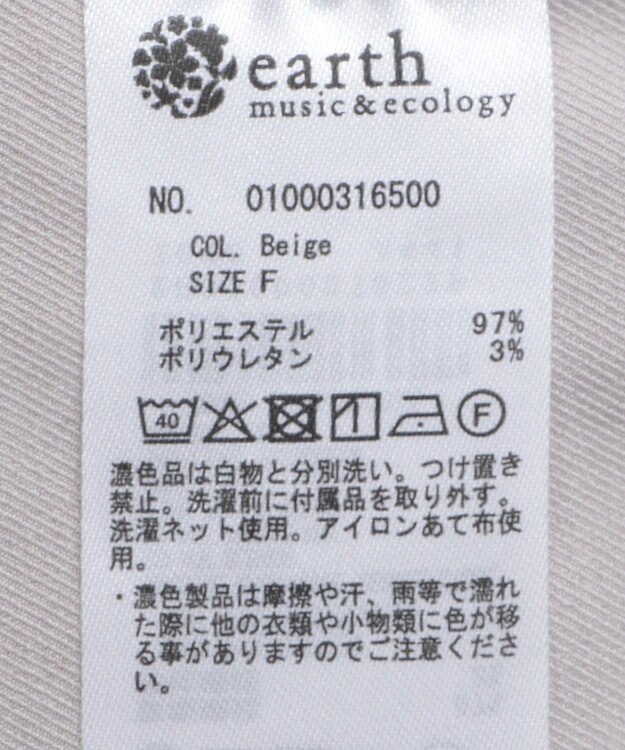 earth
music & ecology
NO. 01000316500
COL. Beige
SIZE F
ポリエステル 97%
ポリウレタン 3%
40 F
濃色品は白物と分別洗い。つけ置き
禁止。洗濯前に付属品を取り外す。
洗濯ネット使用。アイロンあて布使
用。
・濃色製品は摩擦や汗、雨等で濡れ
た際に他の衣類や小物類に色が移
る事がありますのでご注意くださ
い。